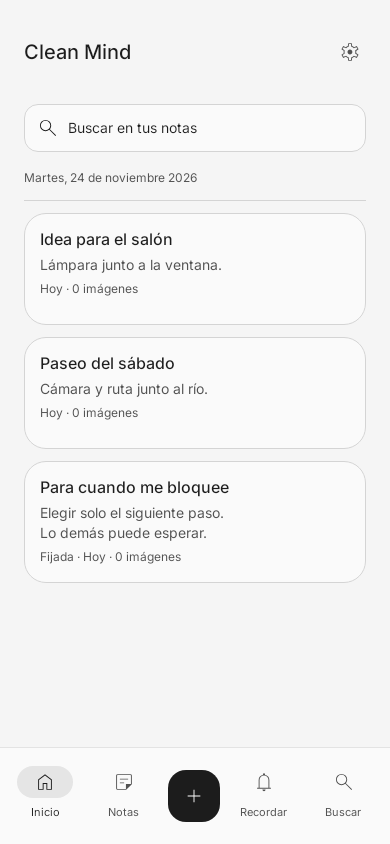 Clean Mind
Buscar en tus notas
Martes, 24 de noviembre 2026
Idea para el salón
Lámpara junto a la ventana.
Hoy · 0 imágenes
Paseo del sábado
Cámara y ruta junto al río.
Hoy · 0 imágenes
Para cuando me bloquee
Elegir solo el siguiente paso.
Lo demás puede esperar.
Fijada · Hoy · 0 imágenes
Inicio
Notas
Recordar
Buscar